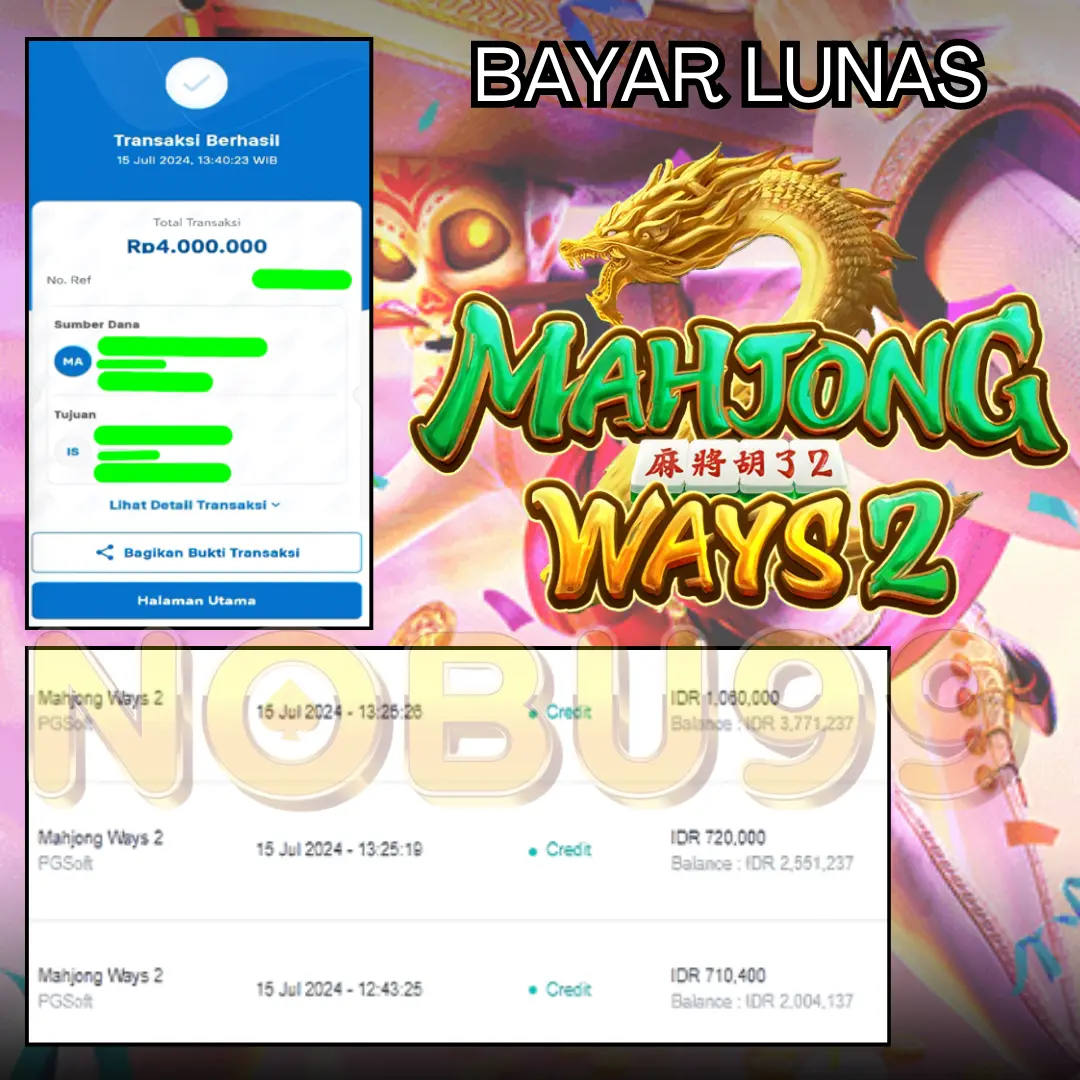 BAYAR LUNAS
Transaksi Berhasil
15 Juli 2024, 13:40:23 WIB
Total Transaksi
Rp4.000.000
No. Ref
Sumber Dana
MA
Tujuan
IS
Lihat Detail Transaksi
Bagikan Bukti Transaksi
Halaman Utama
MAHJONG
麻將胡了2
WAYS 2
NOBU99
Mahjong Ways 2
PGSoft
15 Jul 2024 - 13:26:26
Credit
IDR 1,060,000
Balance : IDR 3,771,237
Mahjong Ways 2
PGSoft
15 Jul 2024 - 13:25:19
Credit
IDR 720,000
Balance : IDR 2,551,237
Mahjong Ways 2
PGSoft
15 Jul 2024 - 12:43:25
Credit
IDR 710,400
Balance : IDR 2,004,137